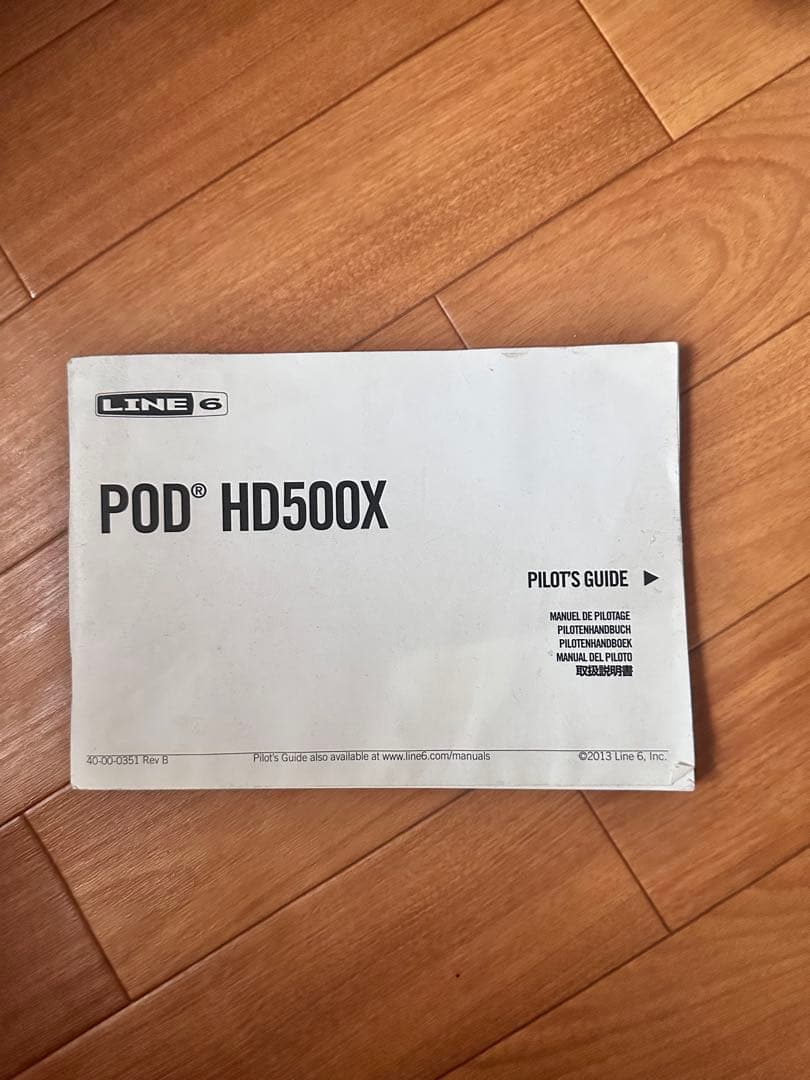 LINE 6
POD® HD500X
PILOT'S GUIDE ▶
MANUEL DE PILOTAGE
PILOTENHANDBUCH
PILOTENHANDBOEK
MANUAL DEL PILOTO
取扱説明書
40-00-0351 Rev B
Pilot's Guide also available at www.line6.com/manuals
©2013 Line 6, Inc.